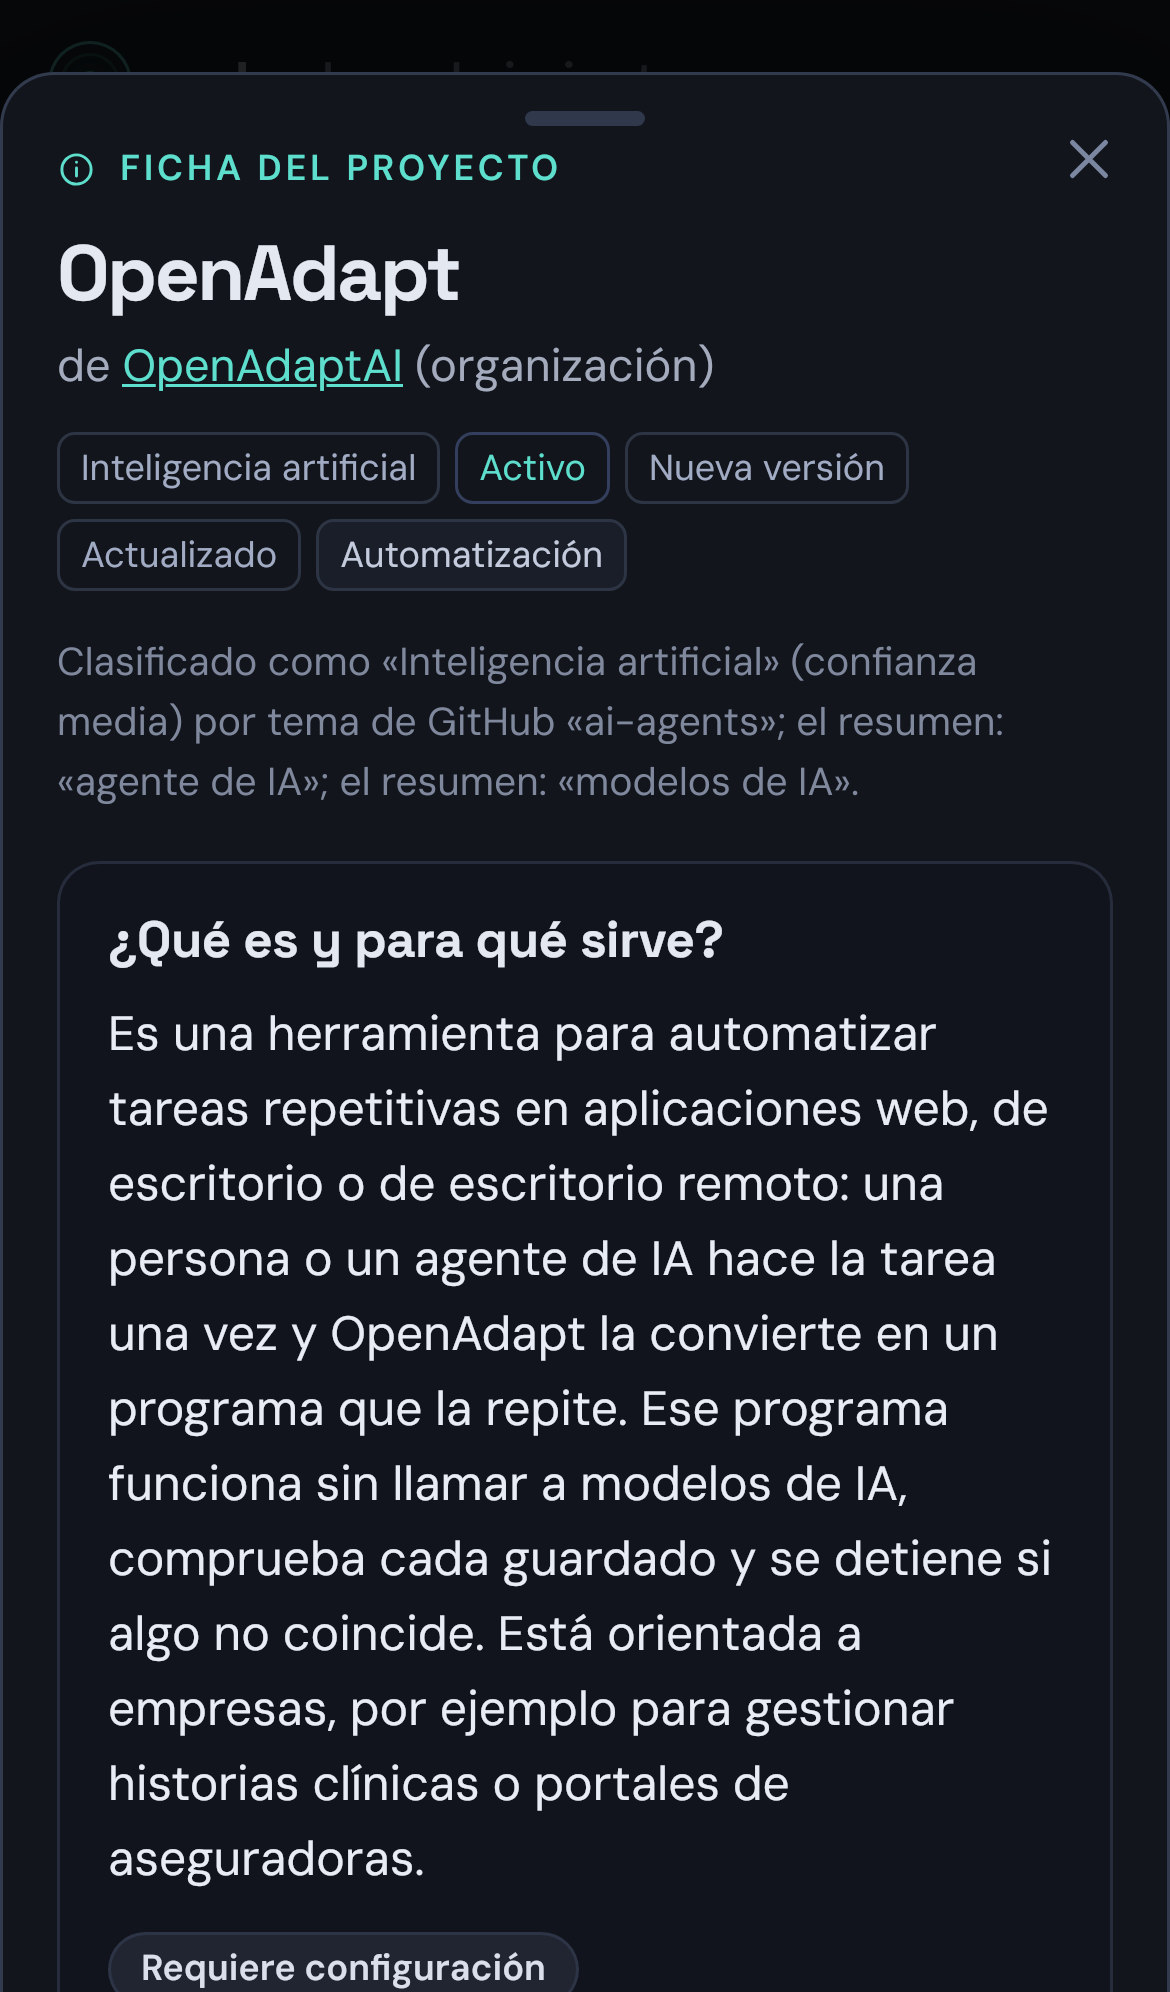 FICHA DEL PROYECTO
OpenAdapt
de OpenAdaptAI (organización)
Inteligencia artificial
Activo
Nueva versión
Actualizado
Automatización
Clasificado como «Inteligencia artificial» (confianza
media) por tema de GitHub «ai-agents»; el resumen:
«agente de IA»; el resumen: «modelos de IA».
¿Qué es y para qué sirve?
Es una herramienta para automatizar
tareas repetitivas en aplicaciones web, de
escritorio o de escritorio remoto: una
persona o un agente de IA hace la tarea
una vez y OpenAdapt la convierte en un
programa que la repite. Ese programa
funciona sin llamar a modelos de IA,
comprueba cada guardado y se detiene si
algo no coincide. Está orientada a
empresas, por ejemplo para gestionar
historias clínicas o portales de
aseguradoras.
Requiere configuración